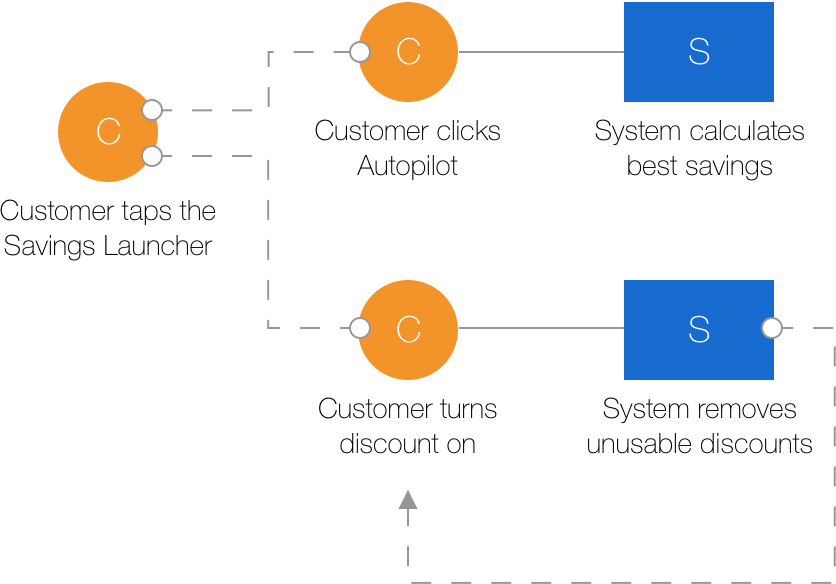 C
Customer taps the
Savings Launcher
C
Customer clicks
Autopilot
S
System calculates
best savings
C
Customer turns
discount on
S
System removes
unusable discounts